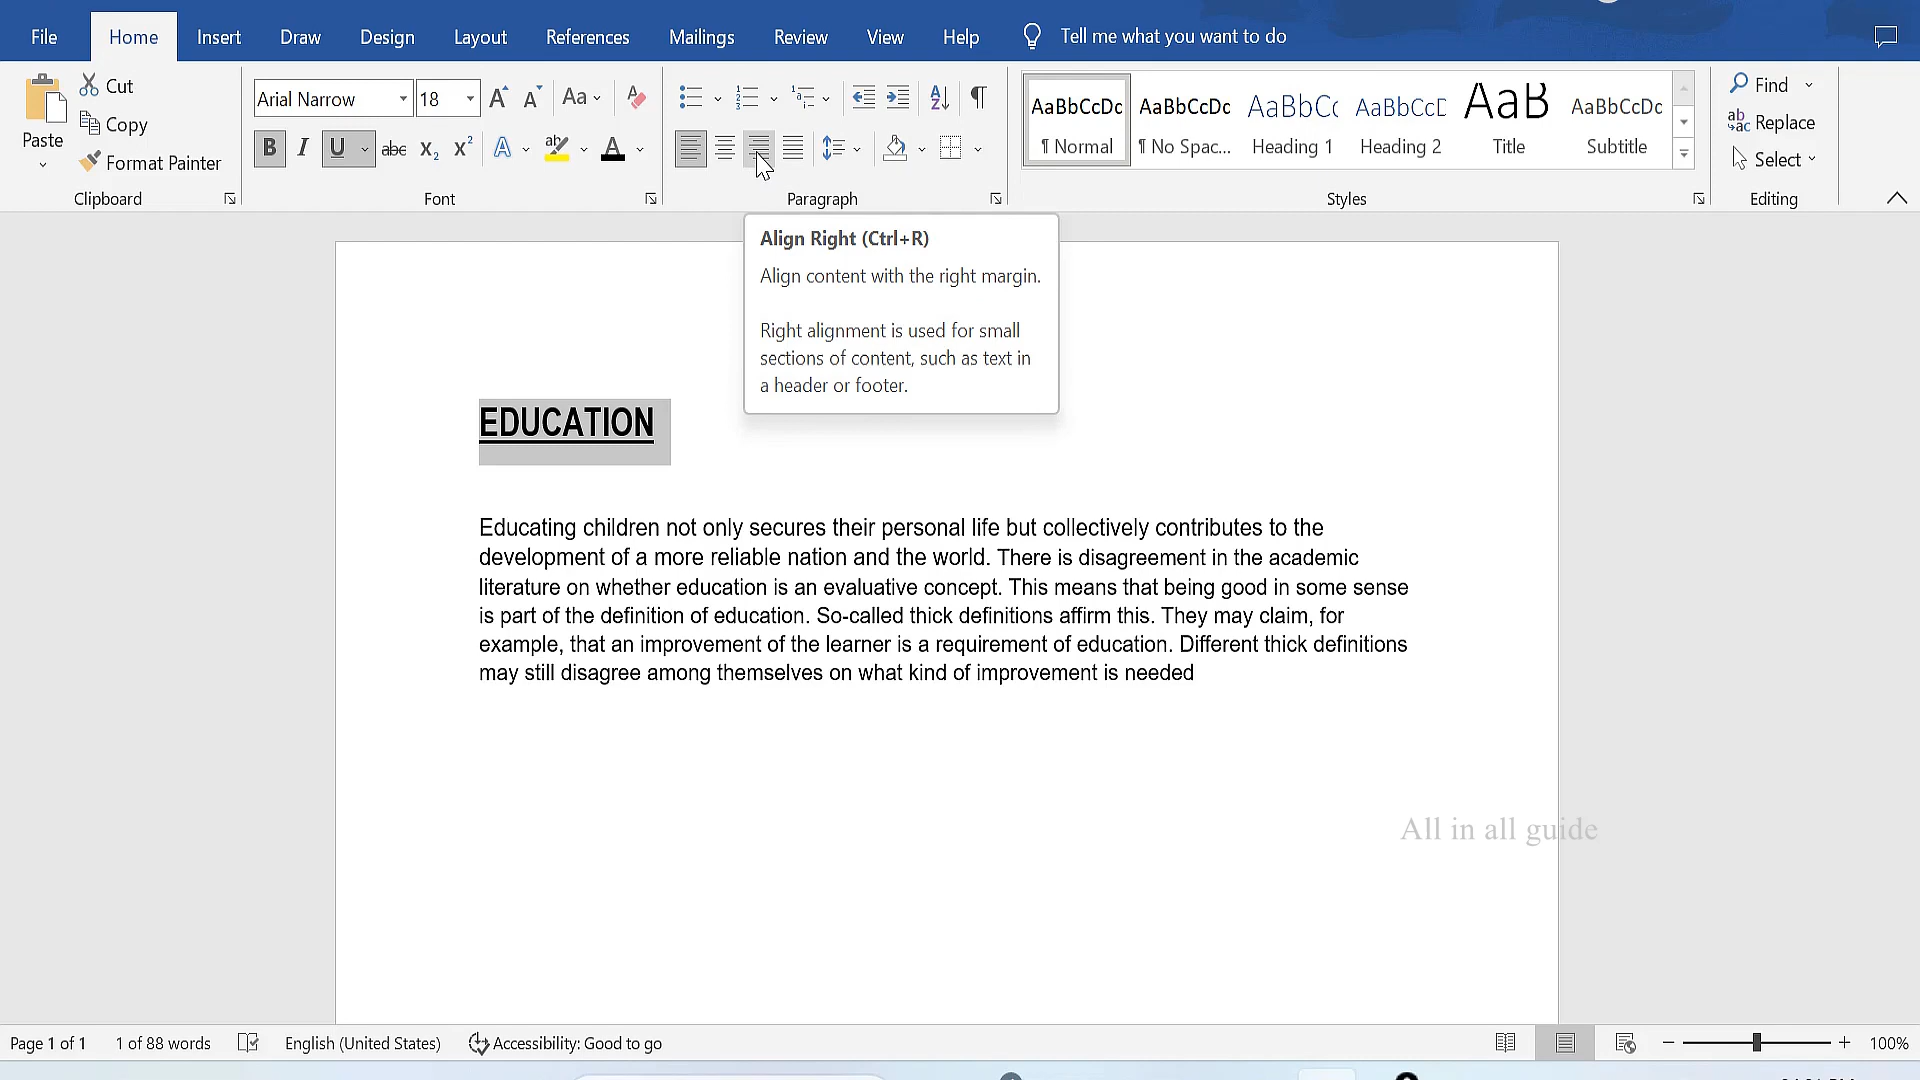 File Home Insert Draw Design Layout References Mailings Review View Help Tell me what you want to do
Paste
Cut
Copy
Format Painter
Clipboard
Arial Narrow 18 Aa
B I U abc X₂ X² A ab A
Font
Paragraph
AaBbCcDc AaBbCcDc AaBbCc AaBbCcD AaB AaBbCcDc
¶ Normal ¶ No Spac... Heading 1 Heading 2 Title Subtitle
Styles
Find
Replace
Select
Editing
Align Right (Ctrl+R)
Align content with the right margin.
Right alignment is used for small
sections of content, such as text in
a header or footer.
EDUCATION
Educating children not only secures their personal life but collectively contributes to the
development of a more reliable nation and the world. There is disagreement in the academic
literature on whether education is an evaluative concept. This means that being good in some sense
is part of the definition of education. So-called thick definitions affirm this. They may claim, for
example, that an improvement of the learner is a requirement of education. Different thick definitions
may still disagree among themselves on what kind of improvement is needed
All in all guide
Page 1 of 1 1 of 88 words English (United States) Accessibility: Good to go 100%